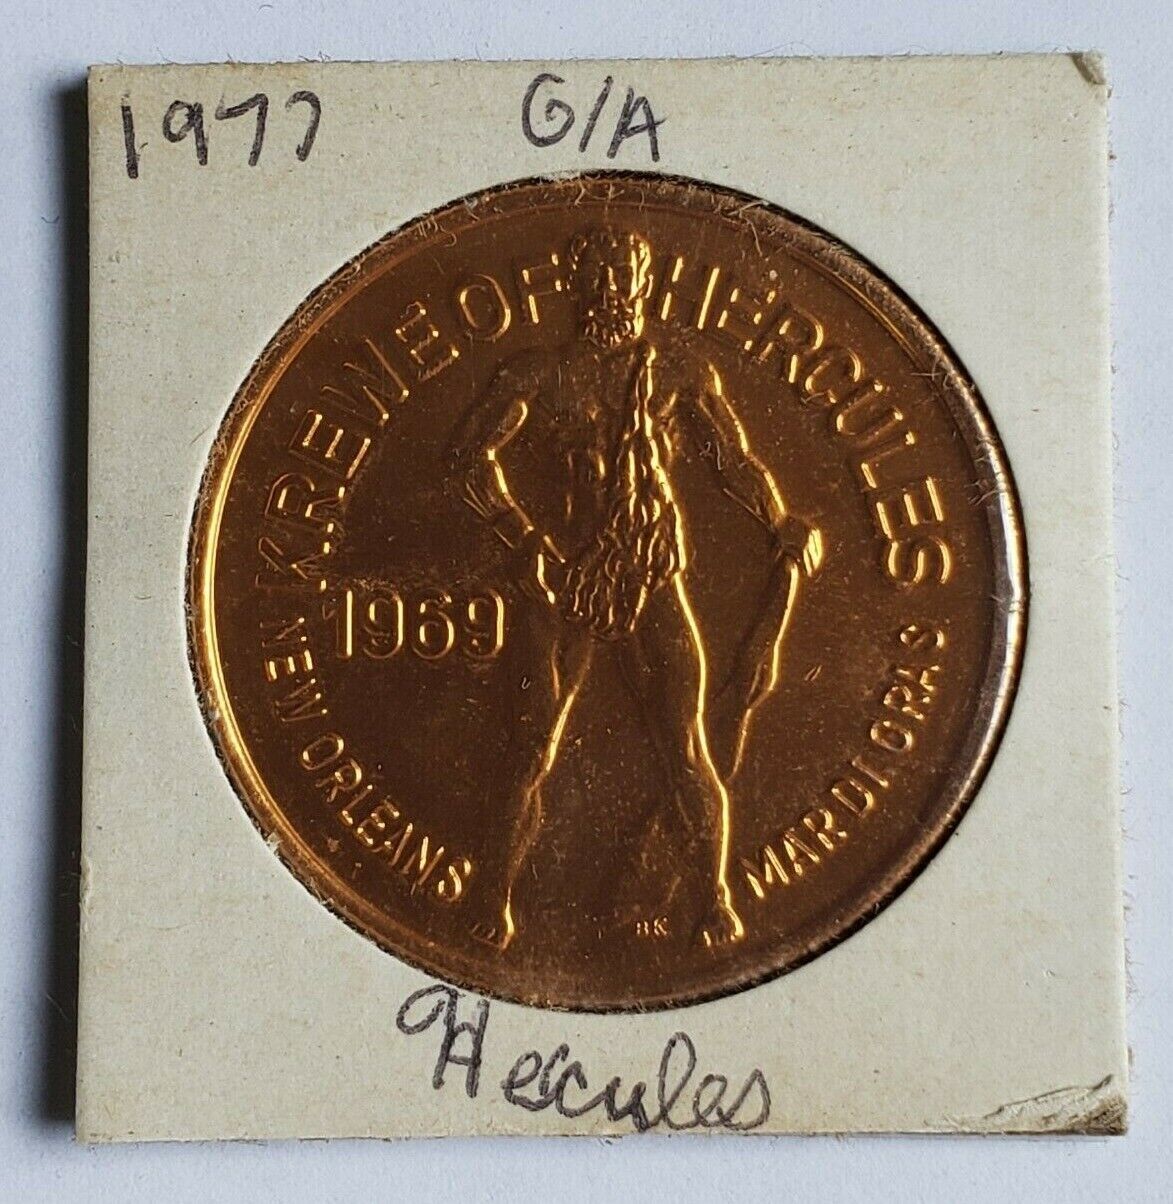 1977 G/A
KREWE OF HERCULES
1969
NEW ORLEANS
MARDI GRAS
BK
Hercules